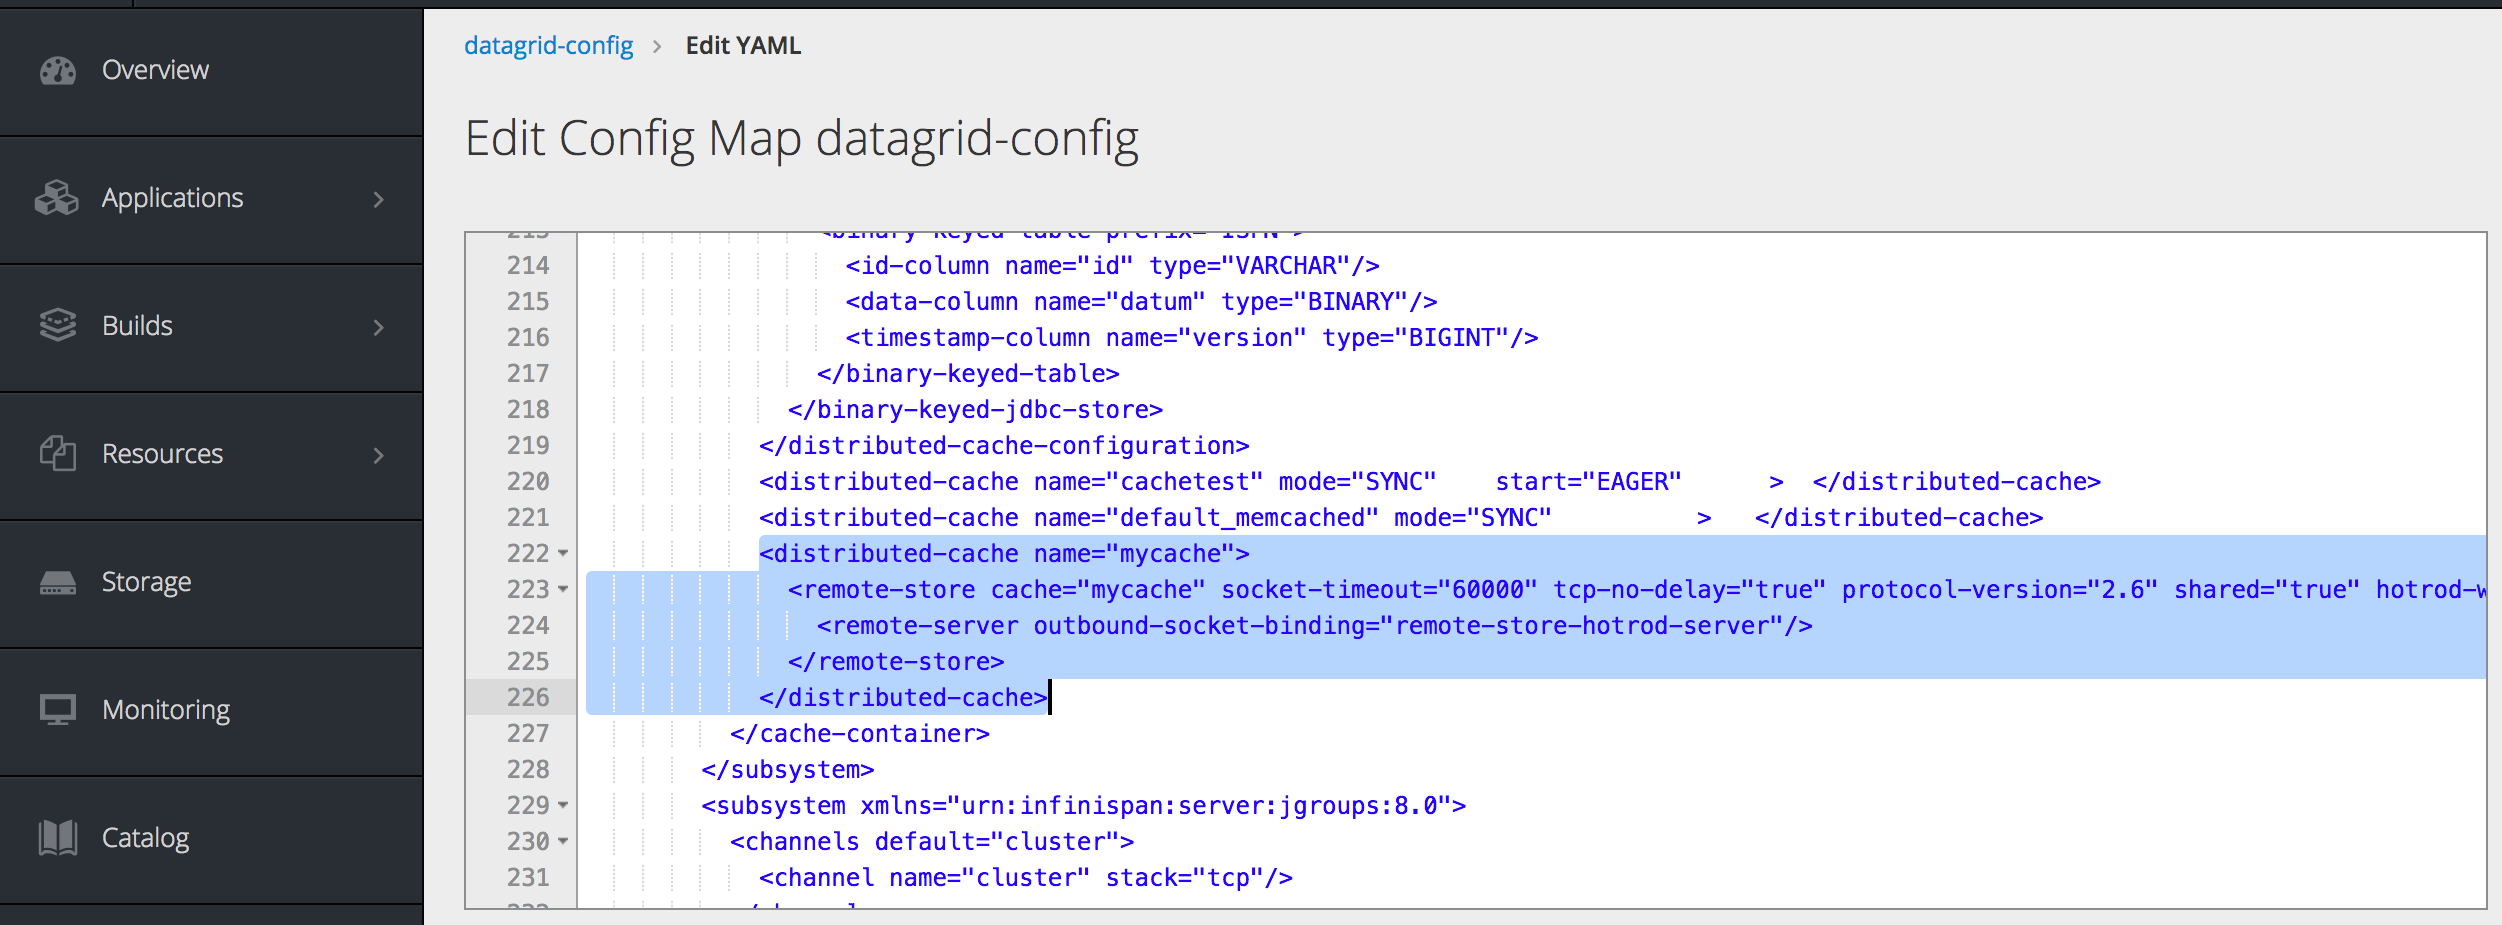 Overview
Applications
Builds
Resources
Storage
Monitoring
Catalog
datagrid-config > Edit YAML
Edit Config Map datagrid-config
213 <binary-keyed-table prefix="ISPN">
214 <id-column name="id" type="VARCHAR"/>
215 <data-column name="datum" type="BINARY"/>
216 <timestamp-column name="version" type="BIGINT"/>
217 </binary-keyed-table>
218 </binary-keyed-jdbc-store>
219 </distributed-cache-configuration>
220 <distributed-cache name="cachetest" mode="SYNC" start="EAGER" > </distributed-cache>
221 <distributed-cache name="default_memcached" mode="SYNC" > </distributed-cache>
222 <distributed-cache name="mycache">
223 <remote-store cache="mycache" socket-timeout="60000" tcp-no-delay="true" protocol-version="2.6" shared="true" hotrod-w
224 <remote-server outbound-socket-binding="remote-store-hotrod-server"/>
225 </remote-store>
226 </distributed-cache>
227 </cache-container>
228 </subsystem>
229 <subsystem xmlns="urn:infinispan:server:jgroups:8.0">
230 <channels default="cluster">
231 <channel name="cluster" stack="tcp"/>